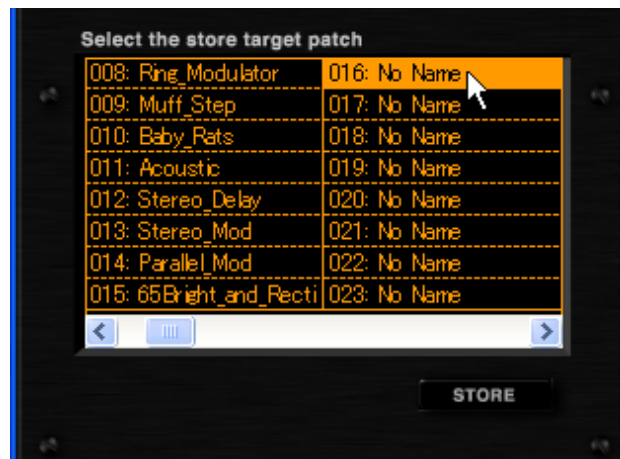 Select the store target patch
008: Ring_Modulator
009: Muff_Step
010: Baby_Rats
011: Acoustic
012: Stereo_Delay
013: Stereo_Mod
014: Parallel_Mod
015: 65Bright_and_Recti
016: No Name
017: No Name
018: No Name
019: No Name
020: No Name
021: No Name
022: No Name
023: No Name
STORE